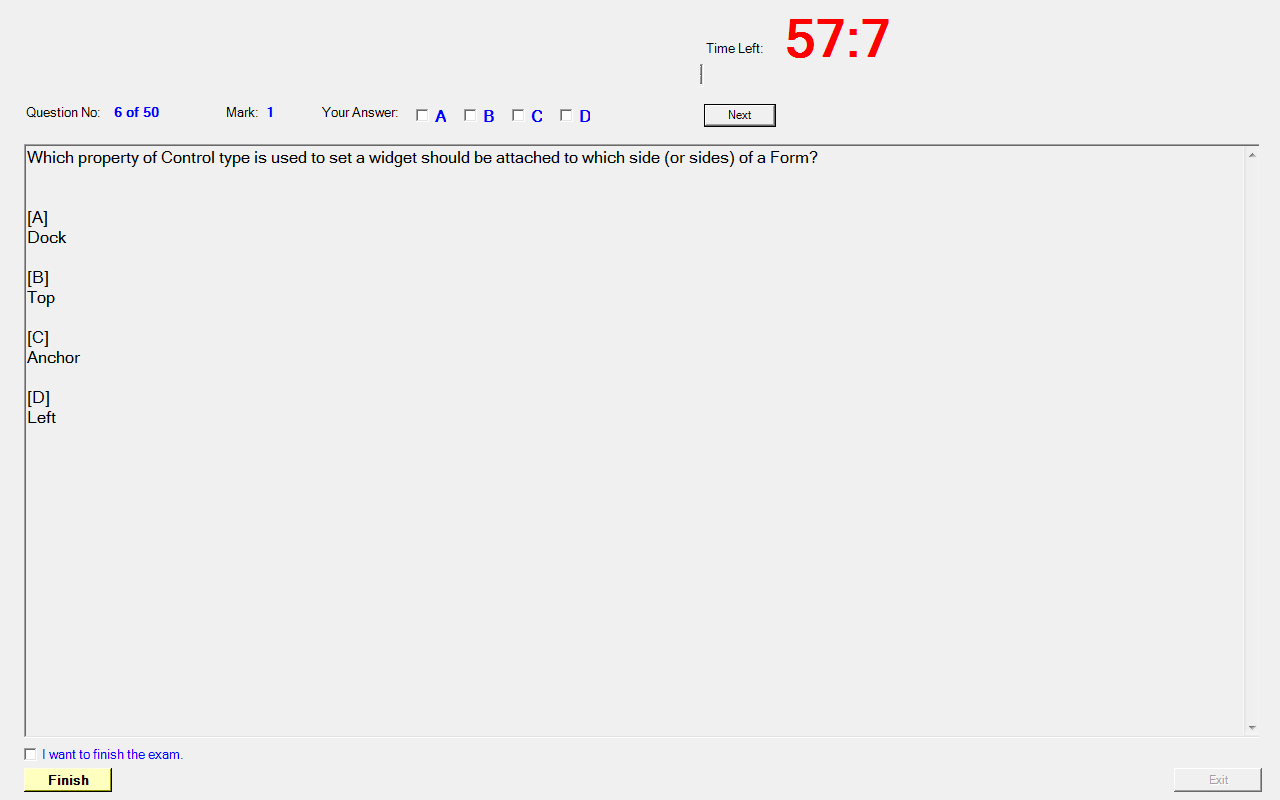 Time Left: 57:7
Question No: 6 of 50 Mark: 1 Your Answer: A B C D Next
Which property of Control type is used to set a widget should be attached to which side (or sides) of a Form?
[A]
Dock
[B]
Top
[C]
Anchor
[D]
Left
I want to finish the exam.
Finish Exit